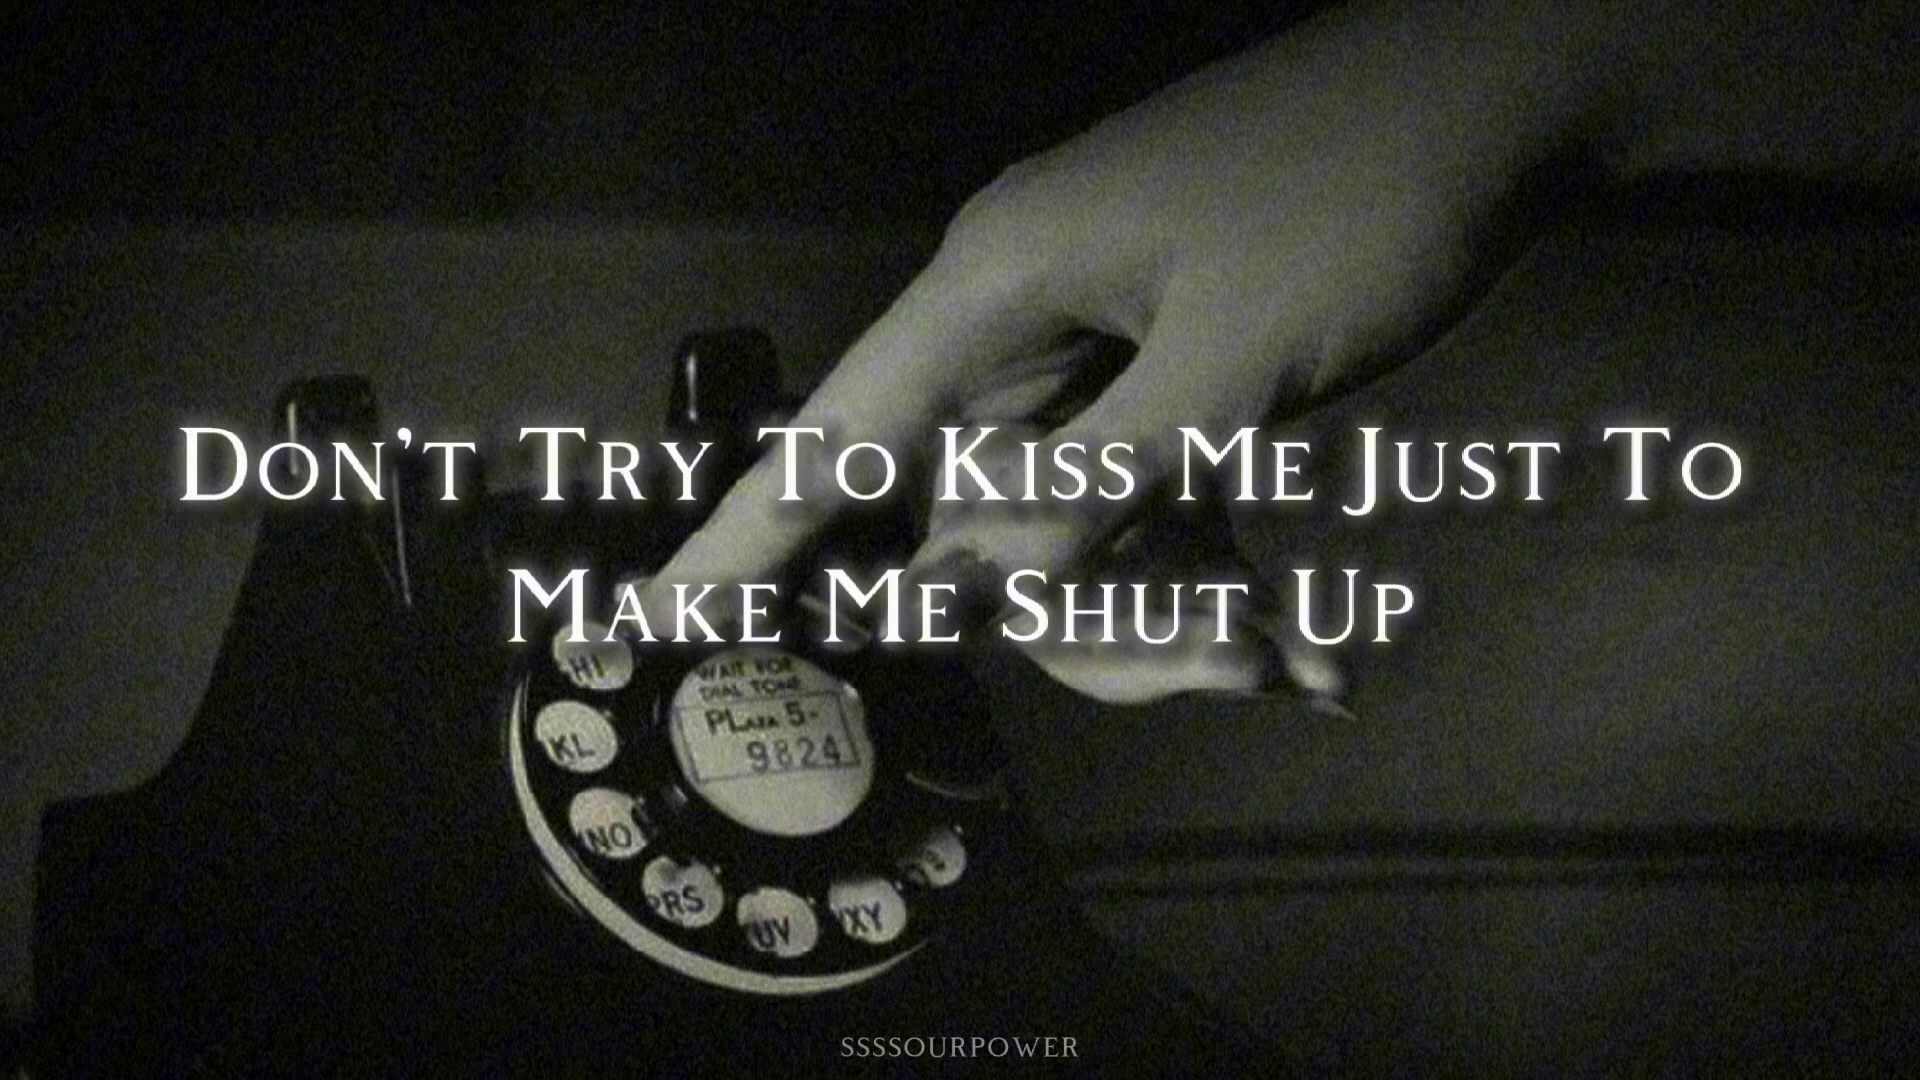 DON'T TRY TO KISS ME JUST TO
MAKE ME SHUT UP
HI
WAIT FOR
DIAL TONE
PLAZA 5-
9824
KL
NO
PRS
UV
XY
SSSSOURPOWER